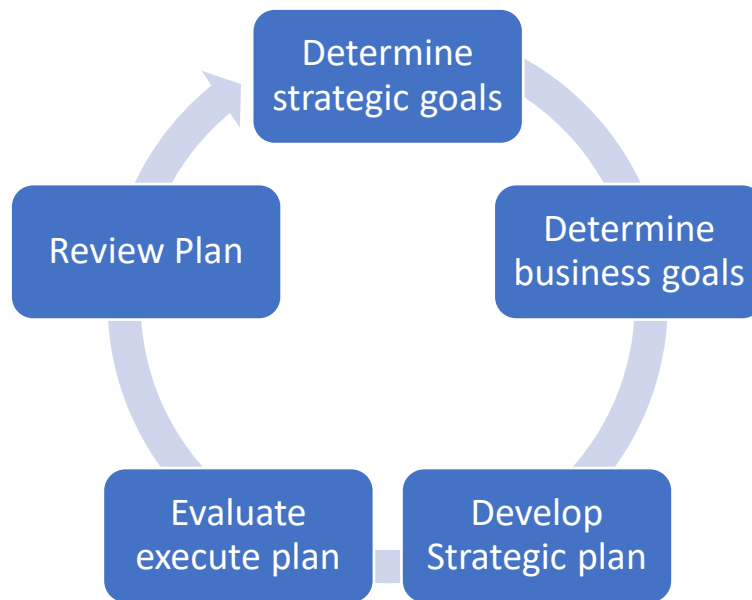 Determine
strategic goals
Determine
business goals
Develop
Strategic plan
Evaluate
execute plan
Review Plan